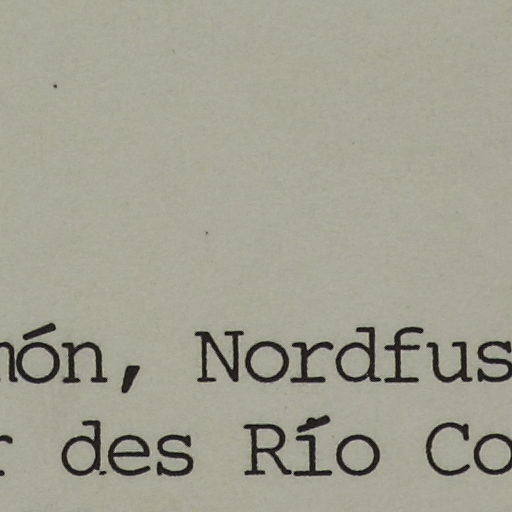 món, Nordfus
r des Río Co